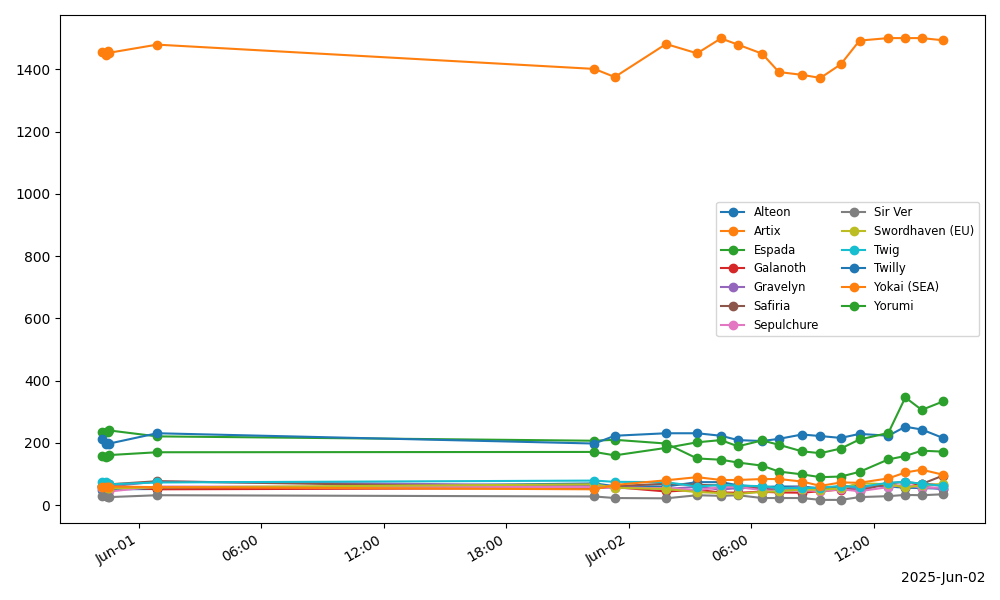 1400
1200
1000
800
600
400
200
0
Alteon
Artix
Espada
Galanoth
Gravelyn
Safiria
Sepulchure
Sir Ver
Swordhaven (EU)
Twig
Twilly
Yokai (SEA)
Yorumi
Jun-01
06:00
12:00
18:00
Jun-02
06:00
12:00
2025-Jun-02